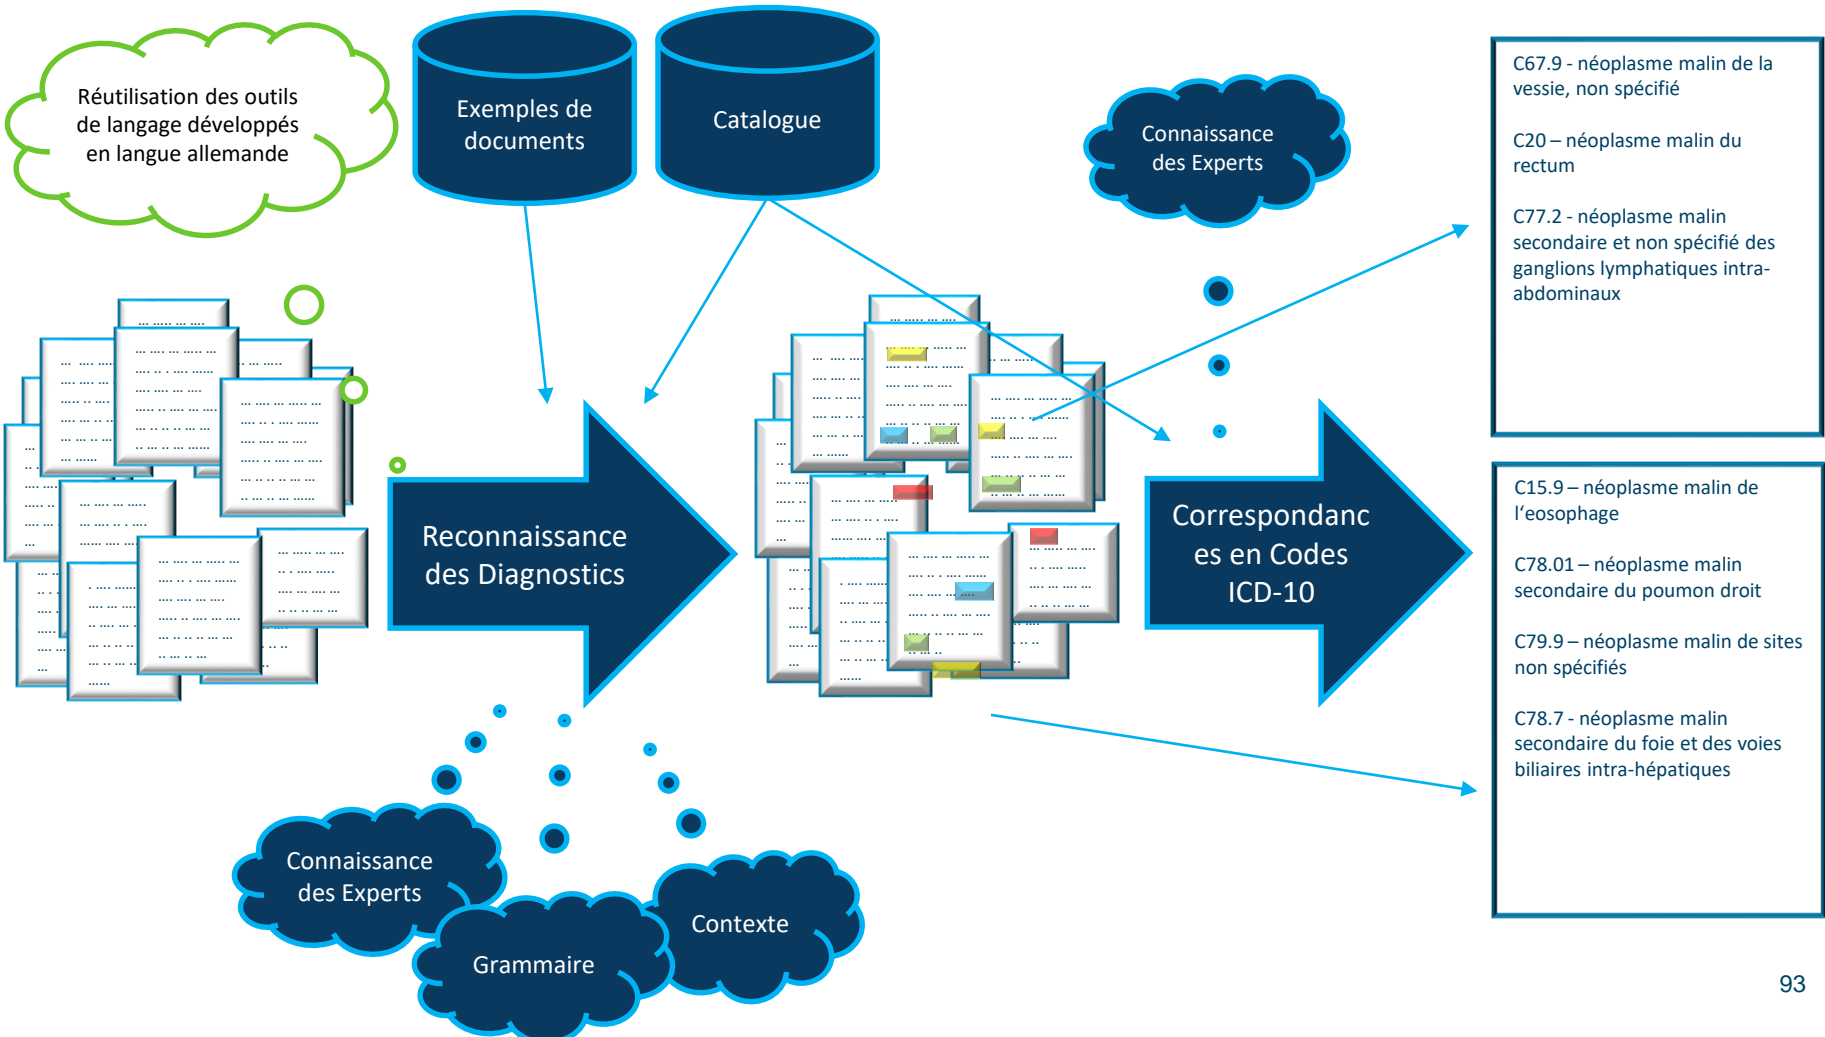 Réutilisation des outils
de langage développés
en langue allemande
Exemples de
documents
Catalogue
Connaissance
des Experts
C67.9 - néoplasme malin de la
vessie, non spécifié
C20 – néoplasme malin du
rectum
C77.2 - néoplasme malin
secondaire et non spécifié des
ganglions lymphatiques intra-
abdominaux
Reconnaissance
des Diagnostics
Correspondanc
es en Codes
ICD-10
C15.9 – néoplasme malin de
l‘eosophage
C78.01 – néoplasme malin
secondaire du poumon droit
C79.9 – néoplasme malin de sites
non spécifiés
C78.7 - néoplasme malin
secondaire du foie et des voies
biliaires intra-hépatiques
Connaissance
des Experts
Grammaire
Contexte
93